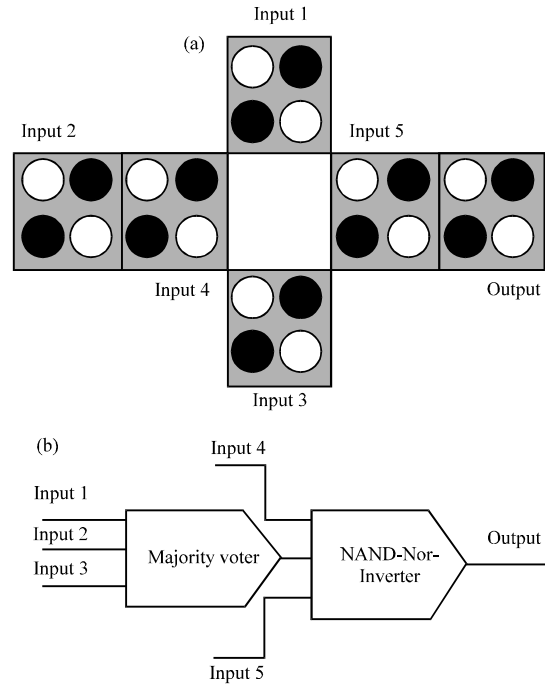 Input 1
(a)
Input 2
Input 5
Input 4
Output
Input 3
(b)
Input 4
Input 1
Input 2
Input 3
Majority voter
NAND-Nor-
Inverter
Output
Input 5